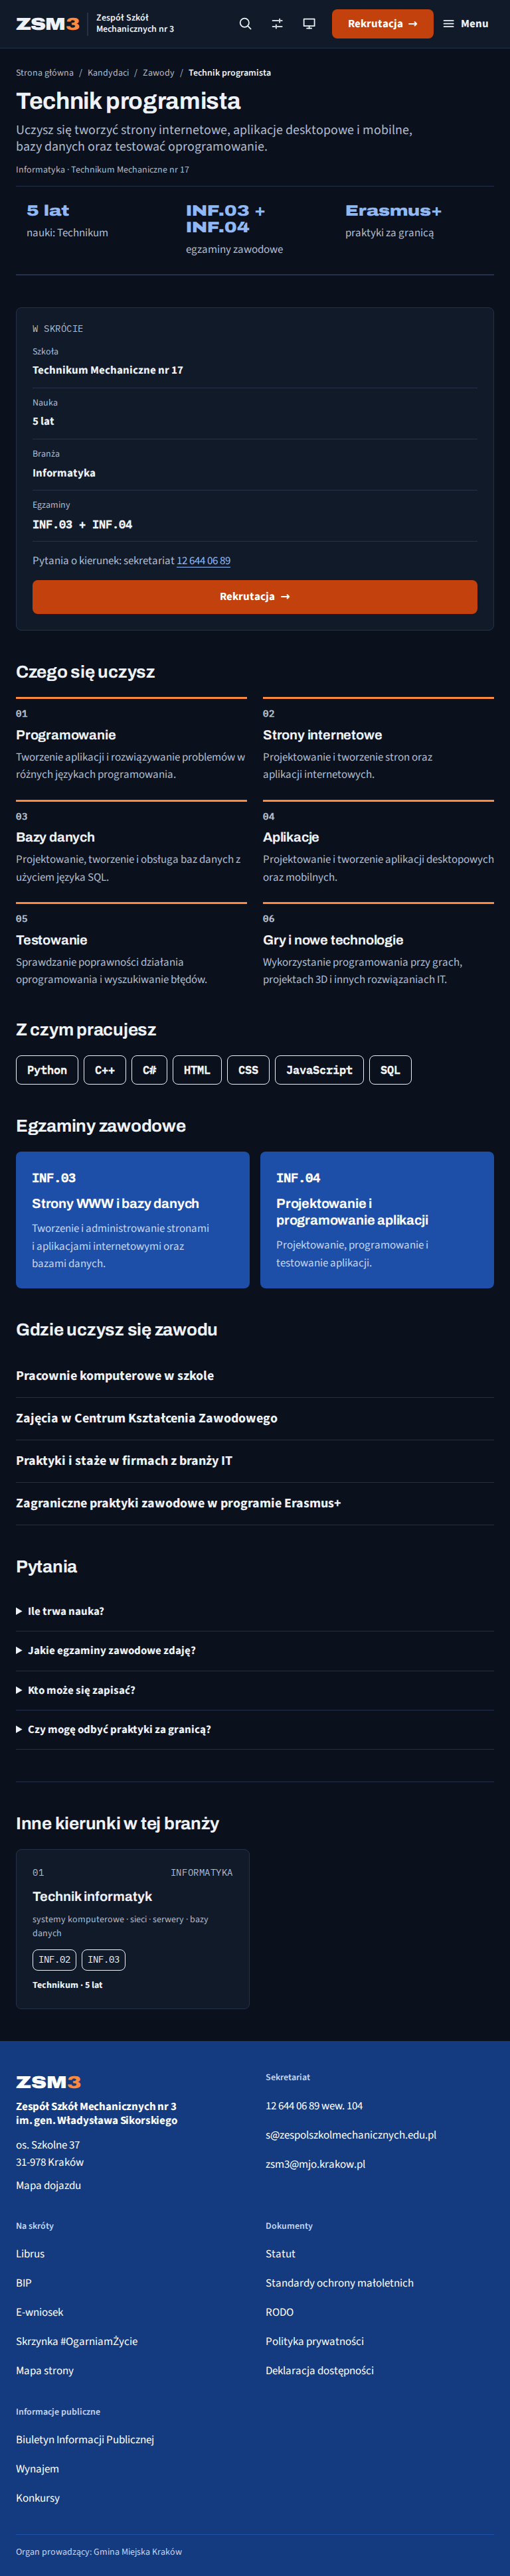 ZSM3
Zespół Szkół
Mechanicznych nr 3
Rekrutacja →
Menu
Strona główna / Kandydaci / Zawody / Technik programista
Technik programista
Uczysz się tworzyć strony internetowe, aplikacje desktopowe i mobilne,
bazy danych oraz testować oprogramowanie.
Informatyka · Technikum Mechaniczne nr 17
5 lat
nauki: Technikum
INF.03 +
INF.04
egzaminy zawodowe
Erasmus+
praktyki za granicą
W SKRÓCIE
Szkoła
Technikum Mechaniczne nr 17
Nauka
5 lat
Branża
Informatyka
Egzaminy
INF.03 + INF.04
Pytania o kierunek: sekretariat 12 644 06 89
Rekrutacja →
Czego się uczysz
01
Programowanie
Tworzenie aplikacji i rozwiązywanie problemów w
różnych językach programowania.
02
Strony internetowe
Projektowanie i tworzenie stron oraz
aplikacji internetowych.
03
Bazy danych
Projektowanie, tworzenie i obsługa baz danych z
użyciem języka SQL.
04
Aplikacje
Projektowanie i tworzenie aplikacji desktopowych
oraz mobilnych.
05
Testowanie
Sprawdzanie poprawności działania
oprogramowania i wyszukiwanie błędów.
06
Gry i nowe technologie
Wykorzystanie programowania przy grach,
projektach 3D i innych rozwiązaniach IT.
Z czym pracujesz
Python C++ C# HTML CSS JavaScript SQL
Egzaminy zawodowe
INF.03
Strony WWW i bazy danych
Tworzenie i administrowanie stronami
i aplikacjami internetowymi oraz
bazami danych.
INF.04
Projektowanie i
programowanie aplikacji
Projektowanie, programowanie i
testowanie aplikacji.
Gdzie uczysz się zawodu
Pracownie komputerowe w szkole
Zajęcia w Centrum Kształcenia Zawodowego
Praktyki i staże w firmach z branży IT
Zagraniczne praktyki zawodowe w programie Erasmus+
Pytania
Ile trwa nauka?
Jakie egzaminy zawodowe zdaję?
Kto może się zapisać?
Czy mogę odbyć praktyki za granicą?
Inne kierunki w tej branży
01 INFORMATYKA
Technik informatyk
systemy komputerowe · sieci · serwery · bazy
danych
INF.02 INF.03
Technikum · 5 lat
ZSM3
Zespół Szkół Mechanicznych nr 3
im. gen. Władysława Sikorskiego
os. Szkolne 37
31-978 Kraków
Mapa dojazdu
Sekretariat
12 644 06 89 wew. 104
s@zespolszkolmechanicznych.edu.pl
zsm3@mjo.krakow.pl
Na skróty
Librus
BIP
E-wniosek
Skrzynka #OgarniamŻycie
Mapa strony
Dokumenty
Statut
Standardy ochrony małoletnich
RODO
Polityka prywatności
Deklaracja dostępności
Informacje publiczne
Biuletyn Informacji Publicznej
Wynajem
Konkursy
Organ prowadzący: Gmina Miejska Kraków